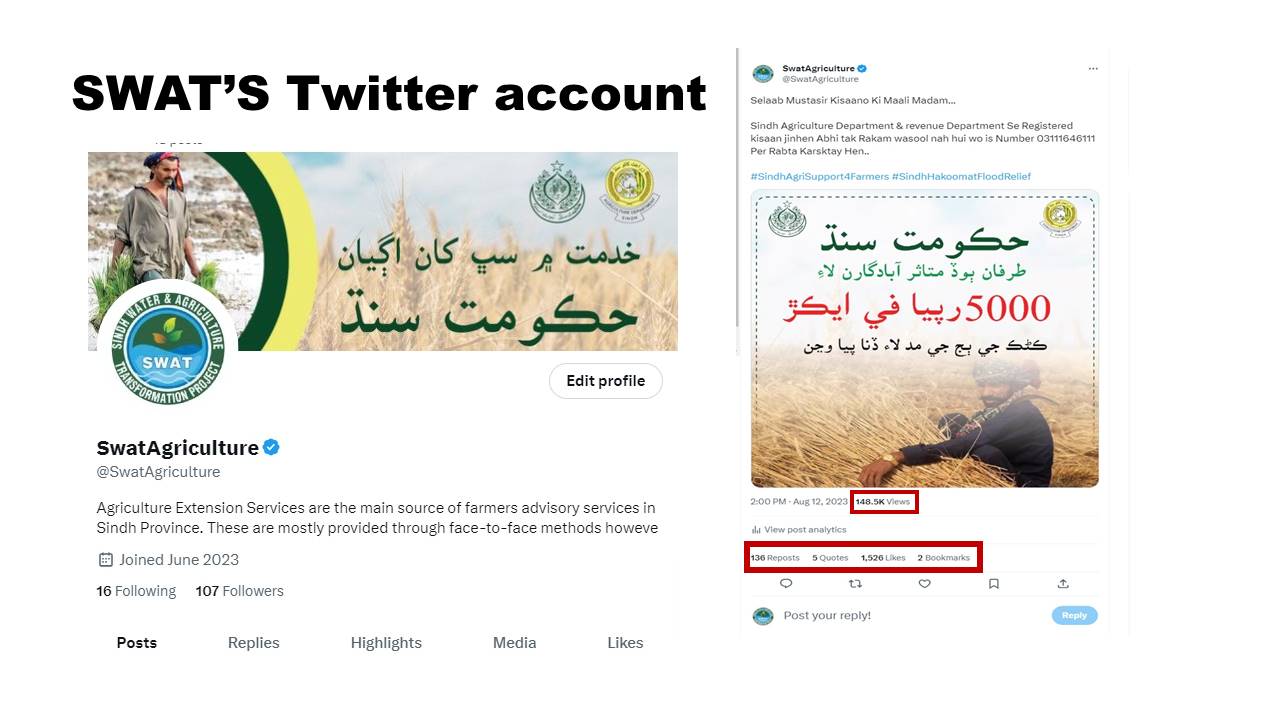 SWAT'S Twitter account
خدمت ۾ سڀ کان اڳيان
حڪومت سنڌ
SINDH WATER & AGRICULTURE
SWAT
TRANSFORMATION PROJECT
Edit profile
SwatAgriculture
@SwatAgriculture
Agriculture Extension Services are the main source of farmers advisory services in
Sindh Province. These are mostly provided through face-to-face methods howeve
Joined June 2023
16 Following 107 Followers
Posts Replies Highlights Media Likes
SwatAgriculture
@SwatAgriculture
Selaab Mustasir Kisaano Ki Maali Madam...
Sindh Agriculture Department & revenue Department Se Registered
kisaan jinhen Abhi tak Rakam wasool nah hui wo is Number 03111646111
Per Rabta Karsktay Hen..
#SindhAgriSupport4Farmers #SindhHakoomatFloodRelief
حڪومت سنڌ
طرفان ٻوڏ متاثر آبادگارن لاءِ
5000 رپيا في ايڪڙ
ڪڻڪ جي ٻج جي مد لاءِ ڏنا پيا وڃن
2:00 PM · Aug 12, 2023 148.5K Views
View post analytics
136 Reposts 5 Quotes 1,526 Likes 2 Bookmarks
Post your reply!
Reply